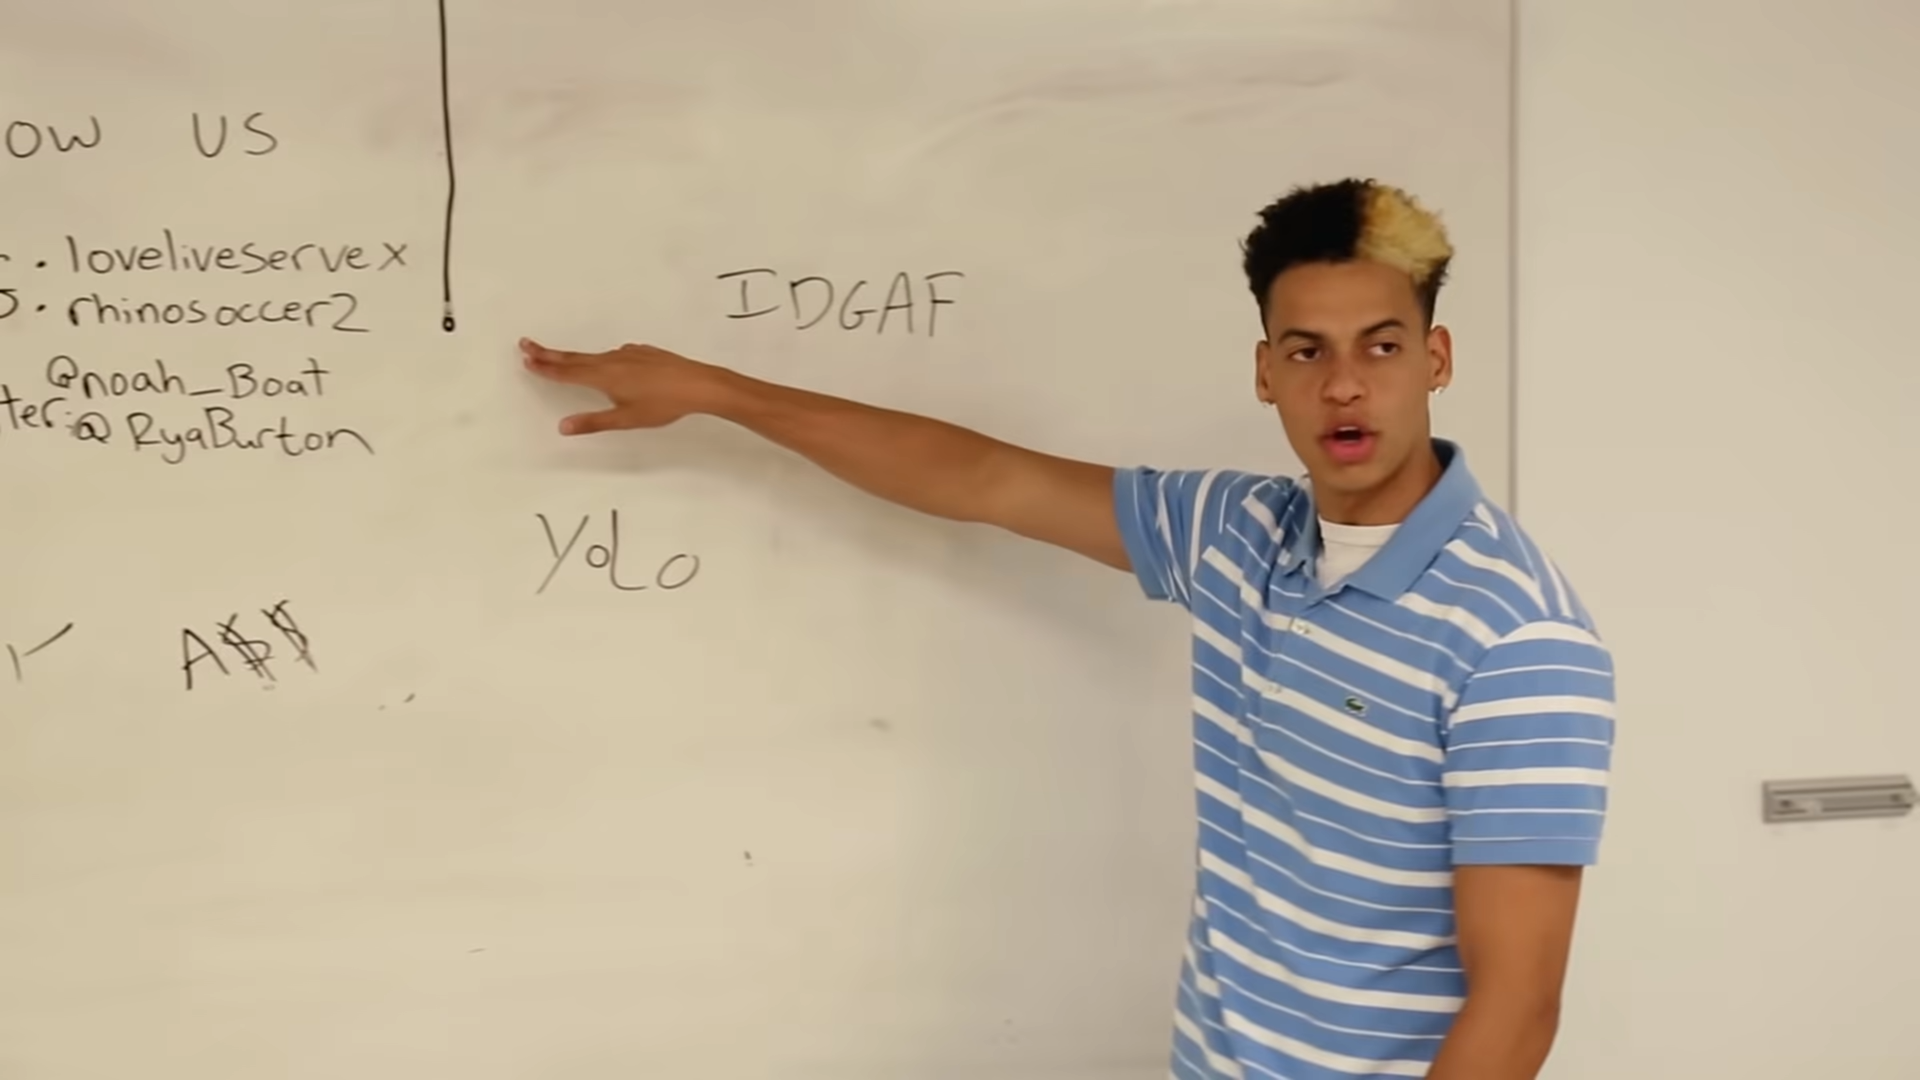 OW US
. loveliveservex
. rhinosoccer2
@noah_Boat
ter: @RyaBurton
IDGAF
YoLo
A$$